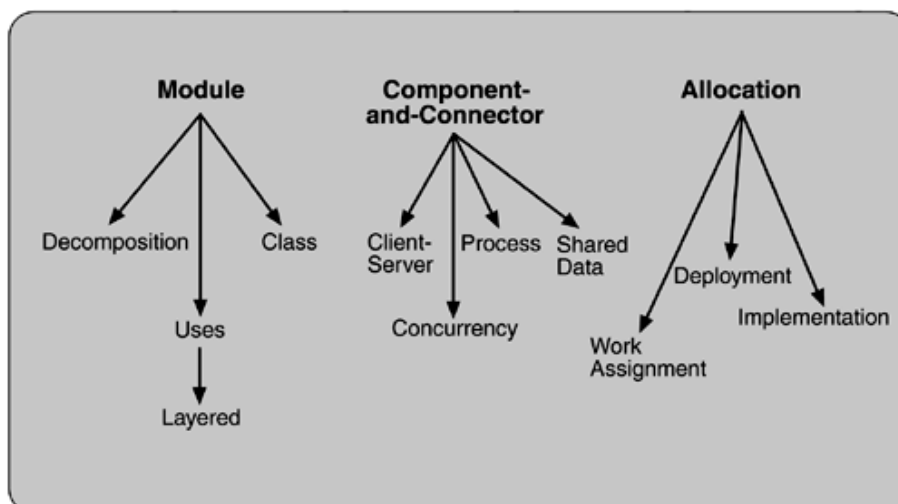 Module
Component-
and-Connector
Allocation
Decomposition
Class
Client-
Server
Process
Shared
Data
Deployment
Uses
Concurrency
Implementation
Work
Assignment
Layered